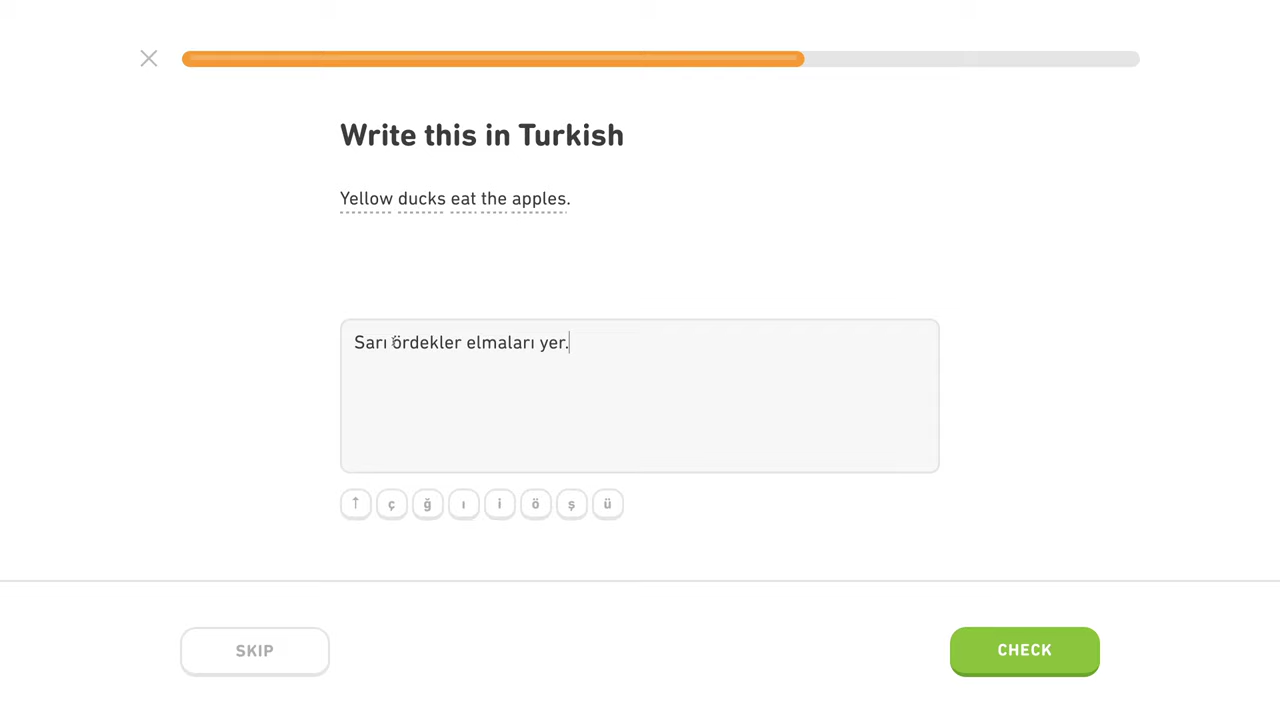 Write this in Turkish
Yellow ducks eat the apples.
Sarı ördekler elmaları yer.
↑ ç ğ ı i ö ş ü
SKIP
CHECK